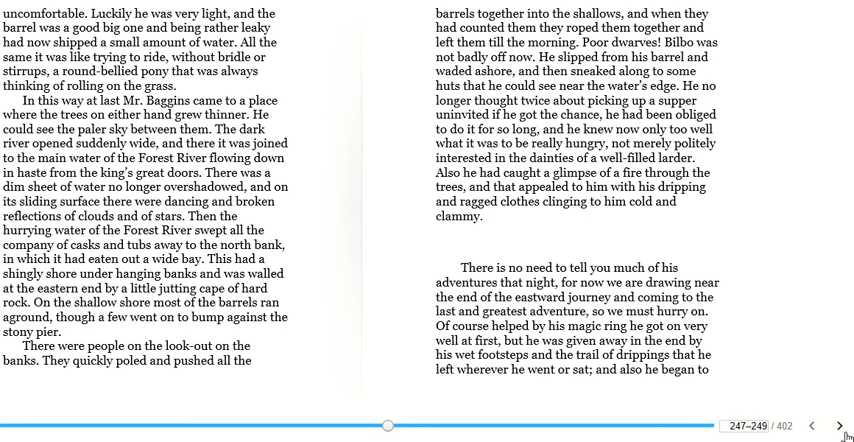 uncomfortable. Luckily he was very light, and the
barrel was a good big one and being rather leaky
had now shipped a small amount of water. All the
same it was like trying to ride, without bridle or
stirrups, a round-bellied pony that was always
thinking of rolling on the grass.
In this way at last Mr. Baggins came to a place
where the trees on either hand grew thinner. He
could see the paler sky between them. The dark
river opened suddenly wide, and there it was joined
to the main water of the Forest River flowing down
in haste from the king's great doors. There was a
dim sheet of water no longer overshadowed, and on
its sliding surface there were dancing and broken
reflections of clouds and of stars. Then the
hurrying water of the Forest River swept all the
company of casks and tubs away to the north bank,
in which it had eaten out a wide bay. This had a
shingly shore under hanging banks and was walled
at the eastern end by a little jutting cape of hard
rock. On the shallow shore most of the barrels ran
aground, though a few went on to bump against the
stony pier.
There were people on the look-out on the
banks. They quickly poled and pushed all the
barrels together into the shallows, and when they
had counted them they roped them together and
left them till the morning. Poor dwarves! Bilbo was
not badly off now. He slipped from his barrel and
waded ashore, and then sneaked along to some
huts that he could see near the water's edge. He no
longer thought twice about picking up a supper
uninvited if he got the chance, he had been obliged
to do it for so long, and he knew now only too well
what it was to be really hungry, not merely politely
interested in the dainties of a well-filled larder.
Also he had caught a glimpse of a fire through the
trees, and that appealed to him with his dripping
and ragged clothes clinging to him cold and
clammy.
There is no need to tell you much of his
adventures that night, for now we are drawing near
the end of the eastward journey and coming to the
last and greatest adventure, so we must hurry on.
Of course helped by his magic ring he got on very
well at first, but he was given away in the end by
his wet footsteps and the trail of drippings that he
left wherever he went or sat; and also he began to
247–249 / 402